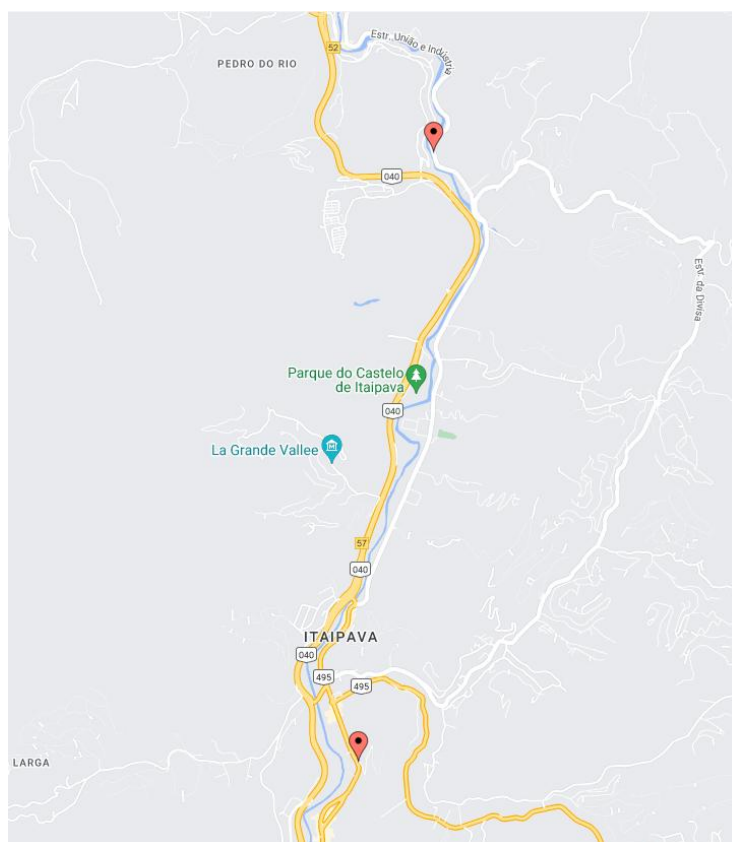 Estr. União e Indústria
52
PEDRO DO RIO
040
Estr. da Divisa
Parque do Castelo
de Itaipava
040
La Grande Vallee
57
040
ITAIPAVA
040
495
495
LARGA